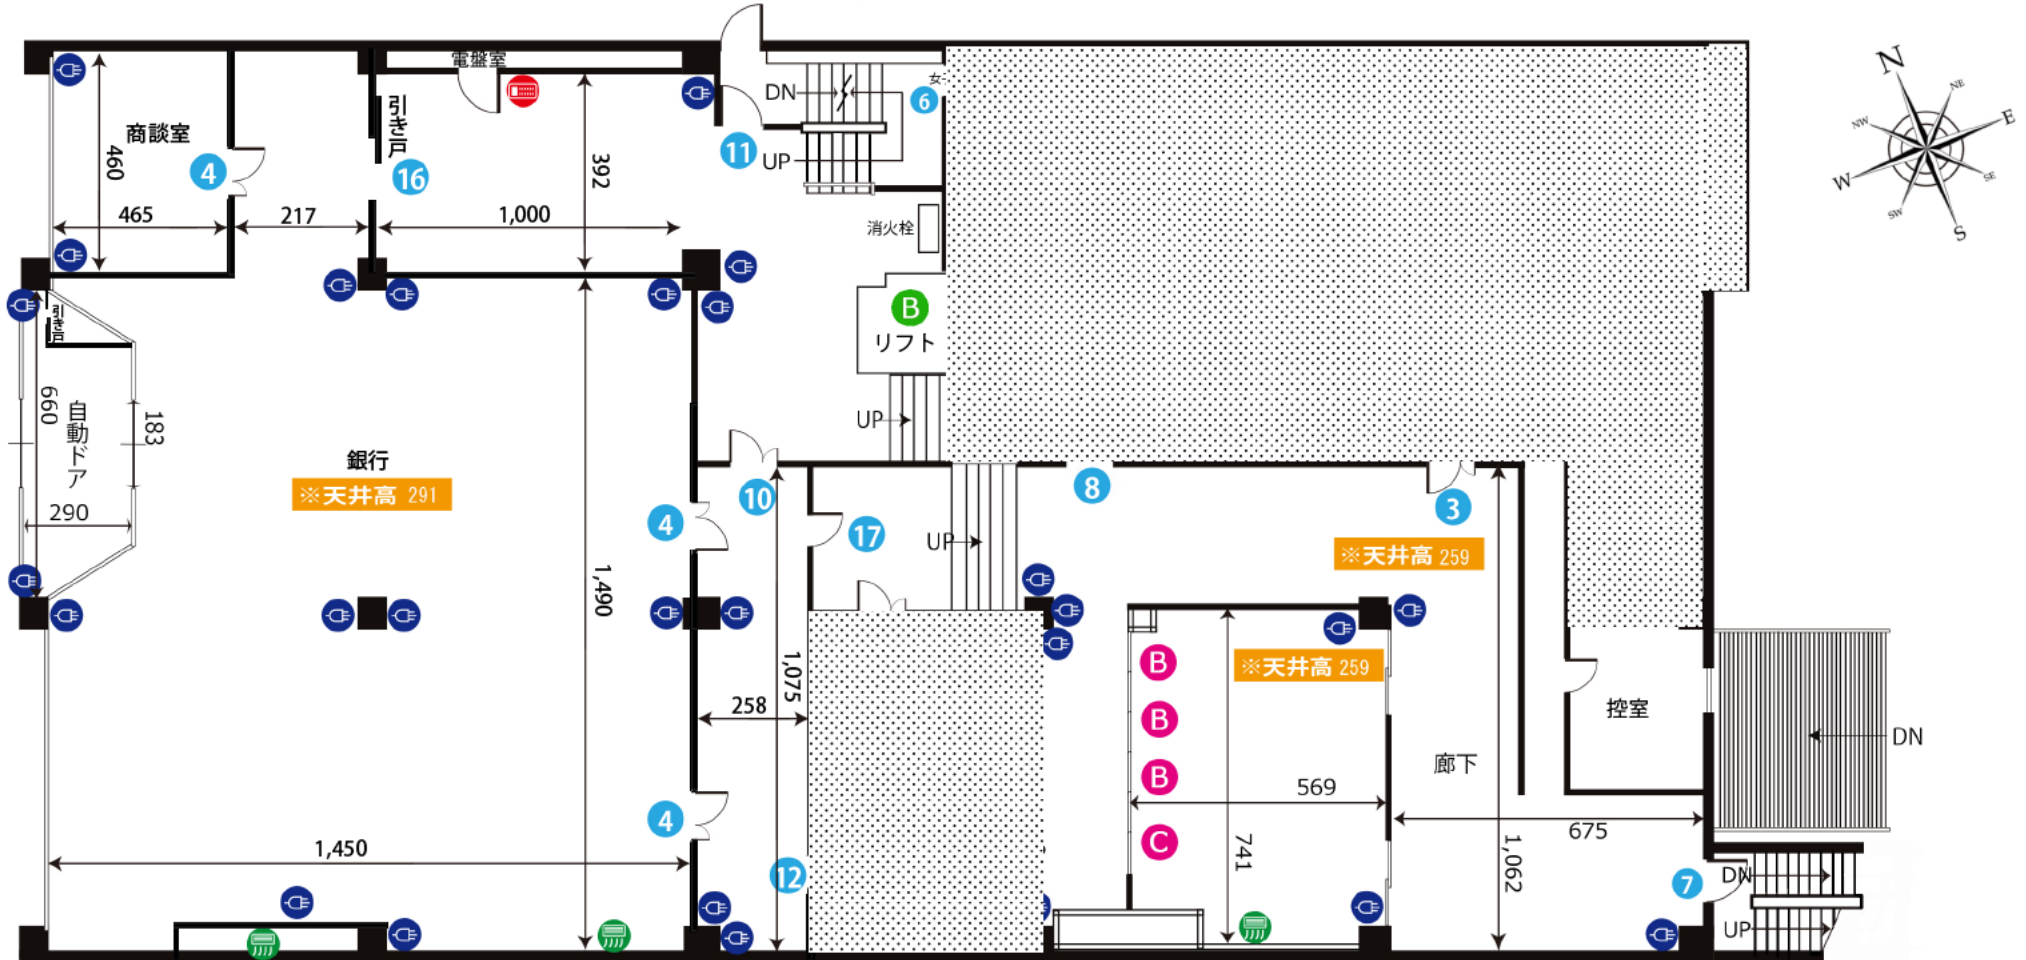 電盤室
商談室
460
4
465
217
引き戸
16
392
1,000
11
DN
UP
女
6
消火栓
B
リフト
UP
N
NE
E
SE
S
SW
W
NW
引き戸
660
自動ドア
183
290
銀行
※天井高 291
1,490
1,450
4
4
10
17
UP
1,075
258
12
8
3
※天井高 259
※天井高 259
B
B
B
C
569
741
廊下
1,062
675
控室
DN
7
DN
UP